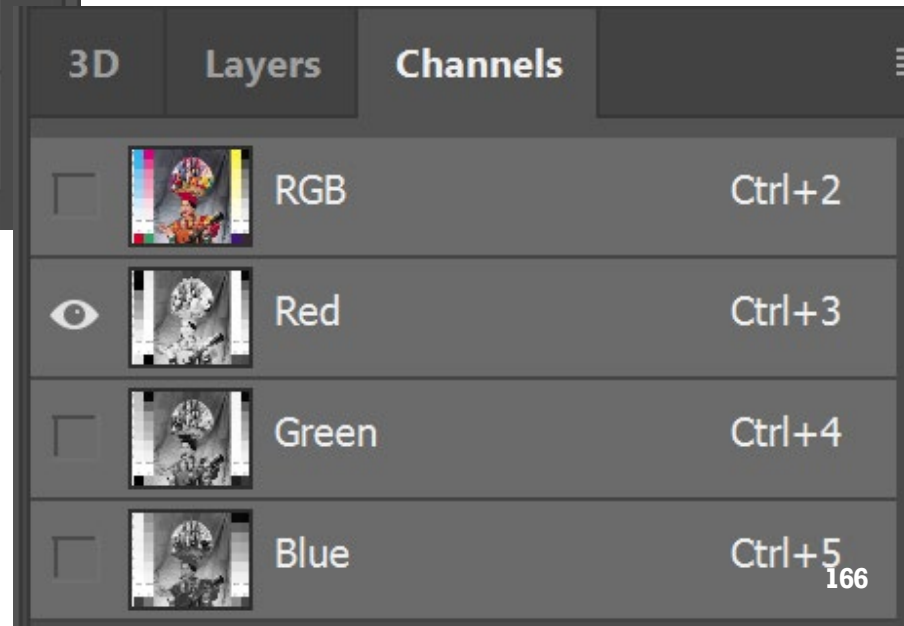 3D Layers Channels
RGB Ctrl+2
Red Ctrl+3
Green Ctrl+4
Blue Ctrl+5
166